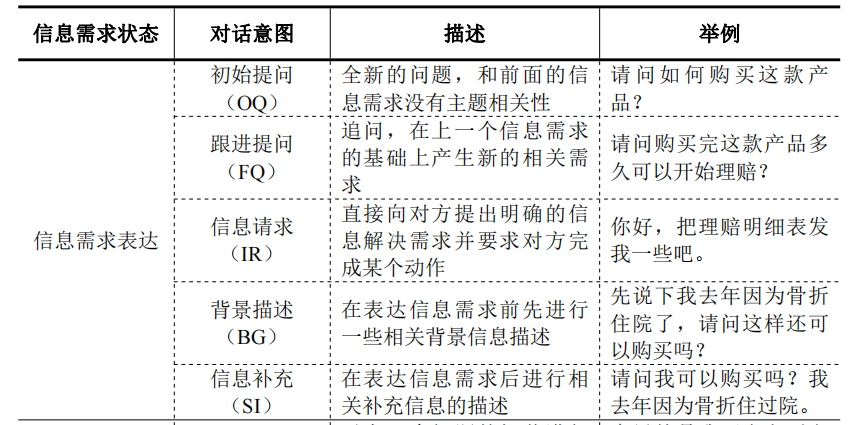 信息需求状态 对话意图 描述 举例
初始提问
（OQ）
全新的问题，和前面的信
息需求没有主题相关性
请问如何购买这款产
品？
跟进提问
（FQ）
追问，在上一个信息需求
的基础上产生新的相关需
求
请问购买完这款产品多
久可以开始理赔？
信息需求表达
信息请求
（IR）
直接向对方提出明确的信
息解决需求并要求对方完
成某个动作
你好，把理赔明细表发
我一些吧。
背景描述
（BG）
在表达信息需求前先进行
一些相关背景信息描述
先说下我去年因为骨折
住院了，请问这样还可
以购买吗？
信息补充
（SI）
在表达信息需求后进行相
关补充信息的描述
请问我可以购买吗？我
去年因为骨折住过院。